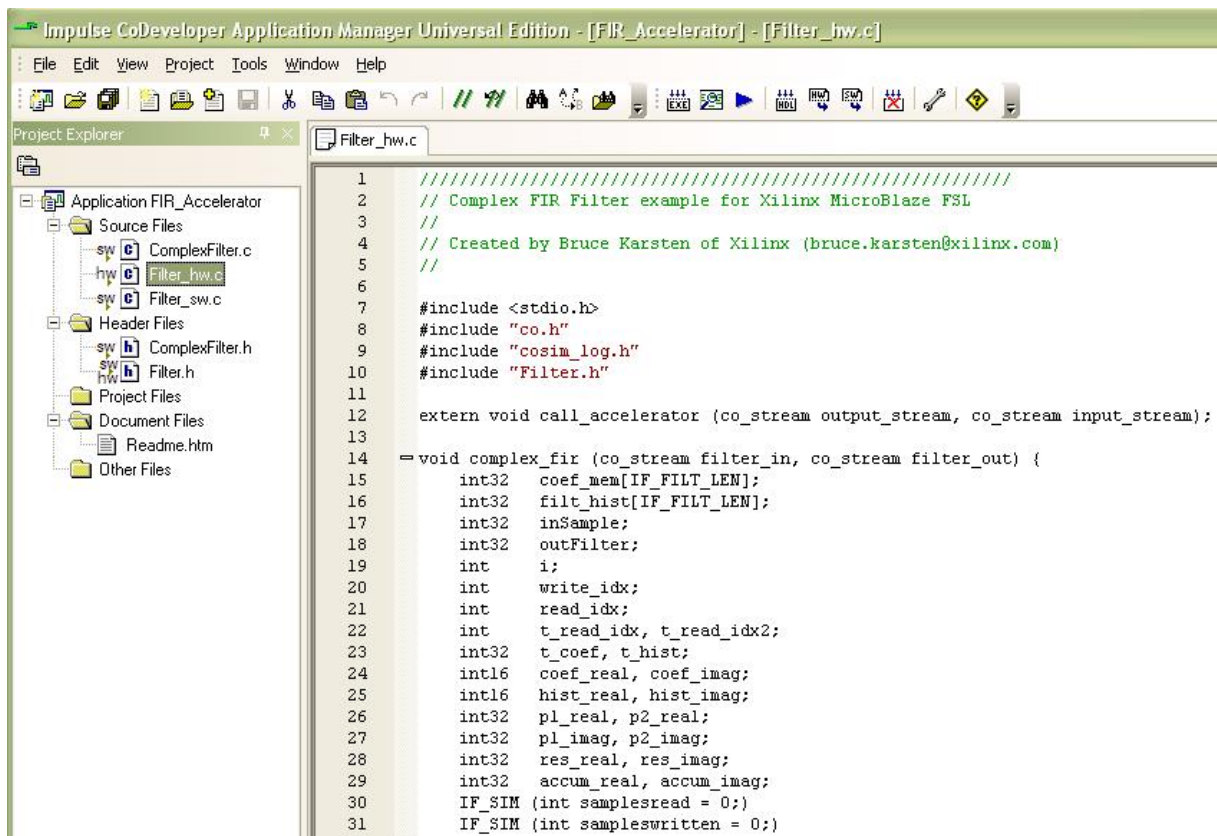 Impulse CoDeveloper Application Manager Universal Edition - [FIR_Accelerator] - [Filter_hw.c]
File Edit View Project Tools Window Help
EXE HDL HW SW
Project Explorer
Application FIR_Accelerator
Source Files
sw c ComplexFilter.c
hw c Filter_hw.c
sw c Filter_sw.c
Header Files
sw h ComplexFilter.h
sw hw h Filter.h
Project Files
Document Files
Readme.htm
Other Files
Filter_hw.c
1 ///////////////////////////////////////////////////////////
2 // Complex FIR Filter example for Xilinx MicroBlaze FSL
3 //
4 // Created by Bruce Karsten of Xilinx (bruce.karsten@xilinx.com)
5 //
6
7 #include <stdio.h>
8 #include "co.h"
9 #include "cosim_log.h"
10 #include "Filter.h"
11
12 extern void call_accelerator (co_stream output_stream, co_stream input_stream);
13
14 void complex_fir (co_stream filter_in, co_stream filter_out) {
15 int32 coef_mem[IF_FILT_LEN];
16 int32 filt_hist[IF_FILT_LEN];
17 int32 inSample;
18 int32 outFilter;
19 int i;
20 int write_idx;
21 int read_idx;
22 int t_read_idx, t_read_idx2;
23 int32 t_coef, t_hist;
24 int16 coef_real, coef_imag;
25 int16 hist_real, hist_imag;
26 int32 p1_real, p2_real;
27 int32 p1_imag, p2_imag;
28 int32 res_real, res_imag;
29 int32 accum_real, accum_imag;
30 IF_SIM (int samplesread = 0;)
31 IF_SIM (int sampleswritten = 0;)